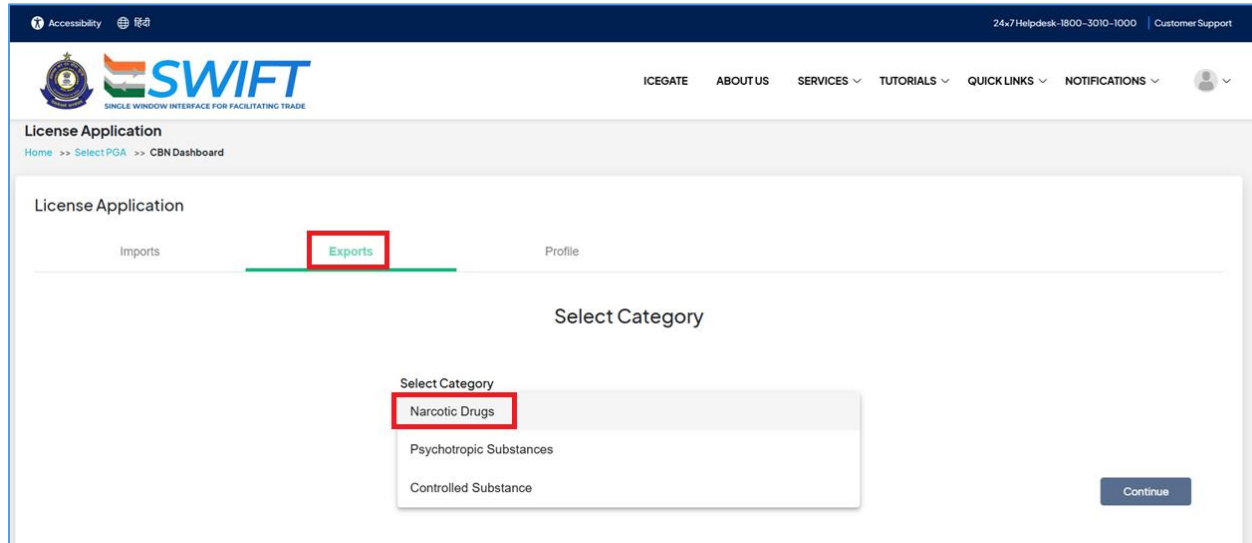 Accessibility हिंदी 24x7 Helpdesk-1800-3010-1000 Customer Support
SWIFT
SINGLE WINDOW INTERFACE FOR FACILITATING TRADE
ICEGATE ABOUT US SERVICES TUTORIALS QUICK LINKS NOTIFICATIONS
License Application
Home >> Select PGA >> CBN Dashboard
License Application
Imports Exports Profile
Select Category
Select Category
Narcotic Drugs
Psychotropic Substances
Controlled Substance
Continue